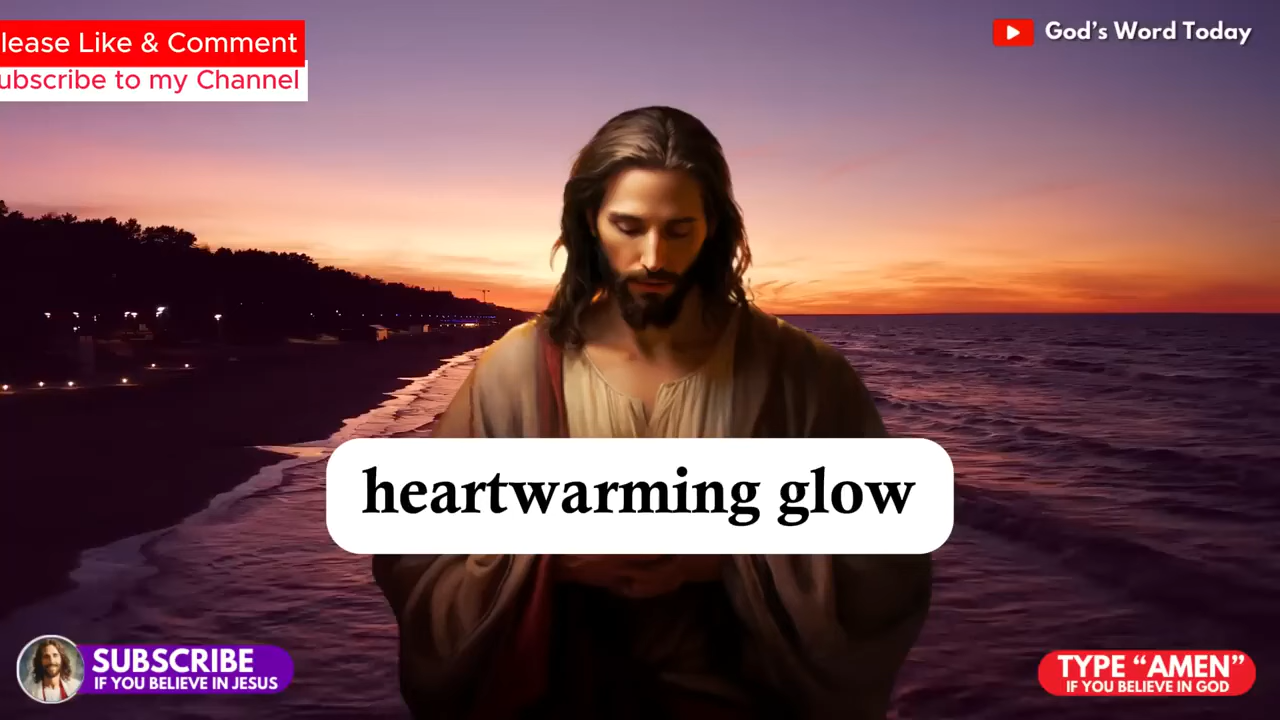 lease Like & Comment
ubscribe to my Channel
God's Word Today
heartwarming glow
SUBSCRIBE
IF YOU BELIEVE IN JESUS
TYPE “AMEN”
IF YOU BELIEVE IN GOD